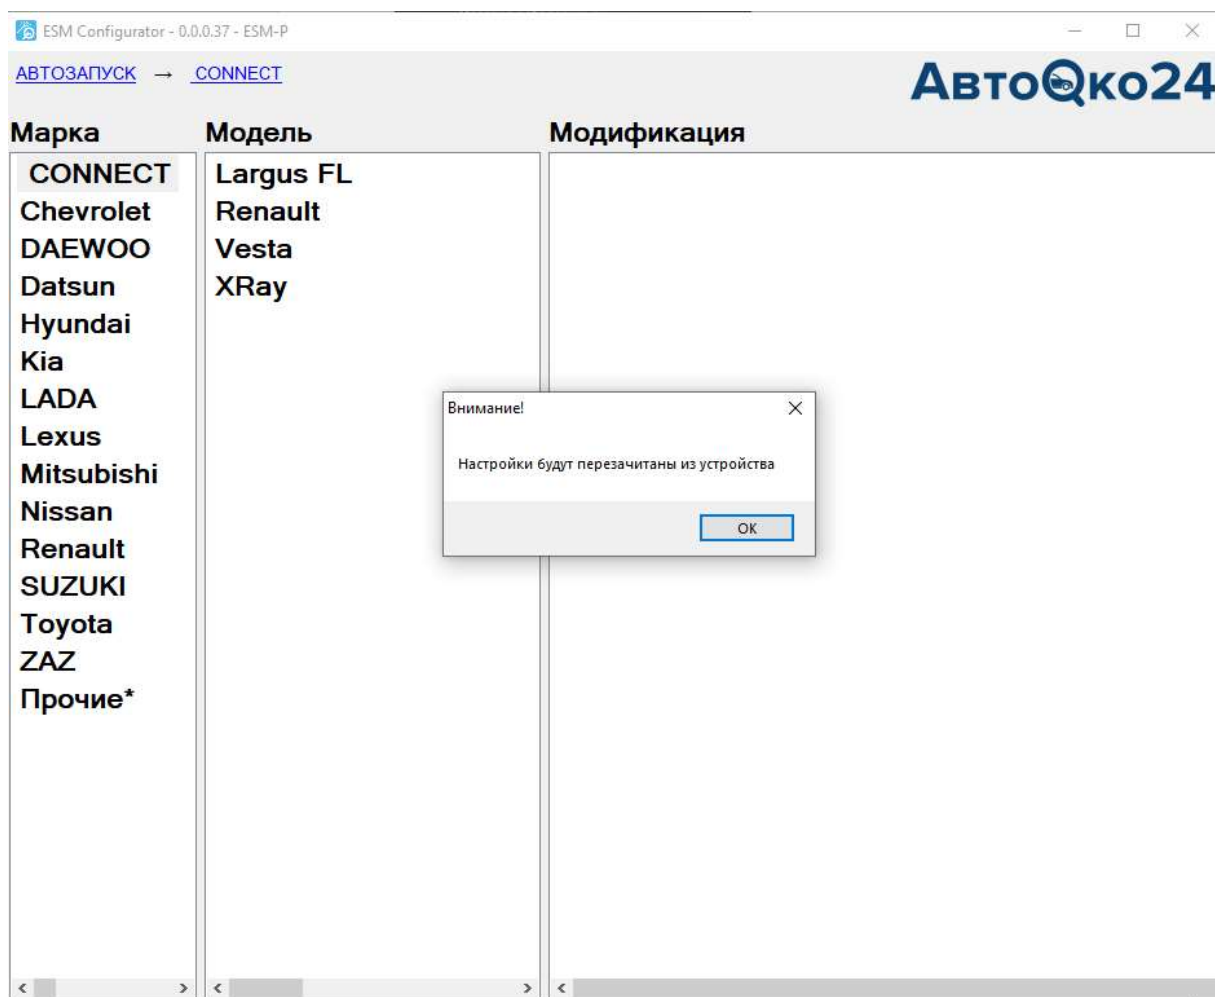 ESM Configurator - 0.0.0.37 - ESM-P
АВТОЗАПУСК → CONNECT
АвтоОко24
Марка
Модель
Модификация
CONNECT
Chevrolet
DAEWOO
Datsun
Hyundai
Kia
LADA
Lexus
Mitsubishi
Nissan
Renault
SUZUKI
Toyota
ZAZ
Прочие*
Largus FL
Renault
Vesta
XRay
Внимание!
Настройки будут перезачитаны из устройства
OK